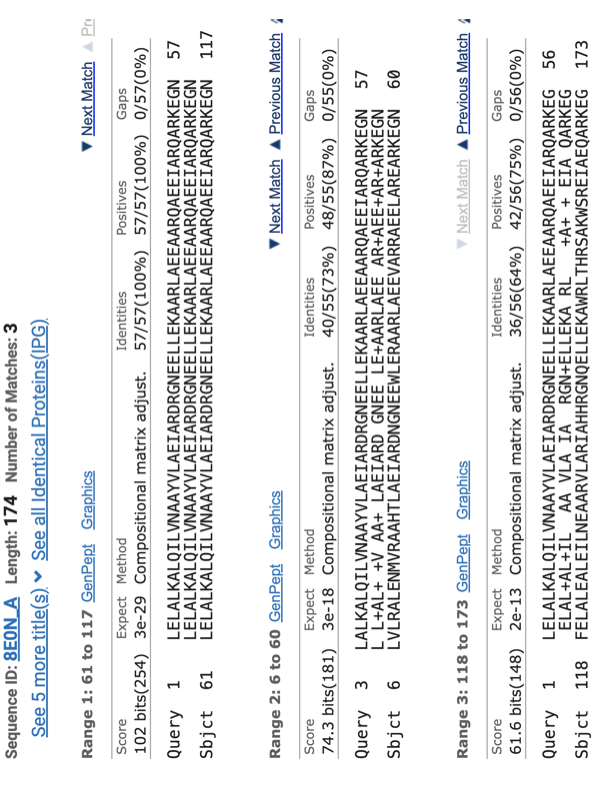 Sequence ID: 8E0N_A Length: 174 Number of Matches: 3
See 5 more title(s) See all Identical Proteins(IPG)
Range 1: 61 to 117 GenPept Graphics Next Match Pr
Score Expect Method Identities Positives Gaps
102 bits(254) 3e-29 Compositional matrix adjust. 57/57(100%) 57/57(100%) 0/57(0%)
Query 1 LELALKALQILVNAAYVLAEIARDRGNEELLEKAARLAEEAARQAEEIARQARKEGN 57
LELALKALQILVNAAYVLAEIARDRGNEELLEKAARLAEEAARQAEEIARQARKEGN
Sbjct 61 LELALKALQILVNAAYVLAEIARDRGNEELLEKAARLAEEAARQAEEIARQARKEGN 117
Range 2: 6 to 60 GenPept Graphics Next Match Previous Match
Score Expect Method Identities Positives Gaps
74.3 bits(181) 3e-18 Compositional matrix adjust. 40/55(73%) 48/55(87%) 0/55(0%)
Query 3 LALKALQILVNAAYVLAEIARDRGNEELLEKAARLAEEAARQAEEIARQARKEGN 57
L L+AL+ +V AA+ LAEIARD GNEE LE+AARLAEE AR+AEE+AR+ARKEGN
Sbjct 6 LVLRALENMVRAAHTLAEIARDNGNEEWLERAARLAEEVARRAEELAREARKEGN 60
Range 3: 118 to 173 GenPept Graphics Next Match Previous Match
Score Expect Method Identities Positives Gaps
61.6 bits(148) 2e-13 Compositional matrix adjust. 36/56(64%) 42/56(75%) 0/56(0%)
Query 1 LELALKALQILVNAAYVLAEIARDRGNEELLEKAARLAEEAARQAEEIARQARKEG 56
ELAL+AL+IL AA VLA IA RGN+ELLEKA RL +A+ + EIA QARKEG
Sbjct 118 FELALEALEILNEAARVLARIAHHRGNQELLEKAWRLTHRSAKWSREIAEQARKEG 173